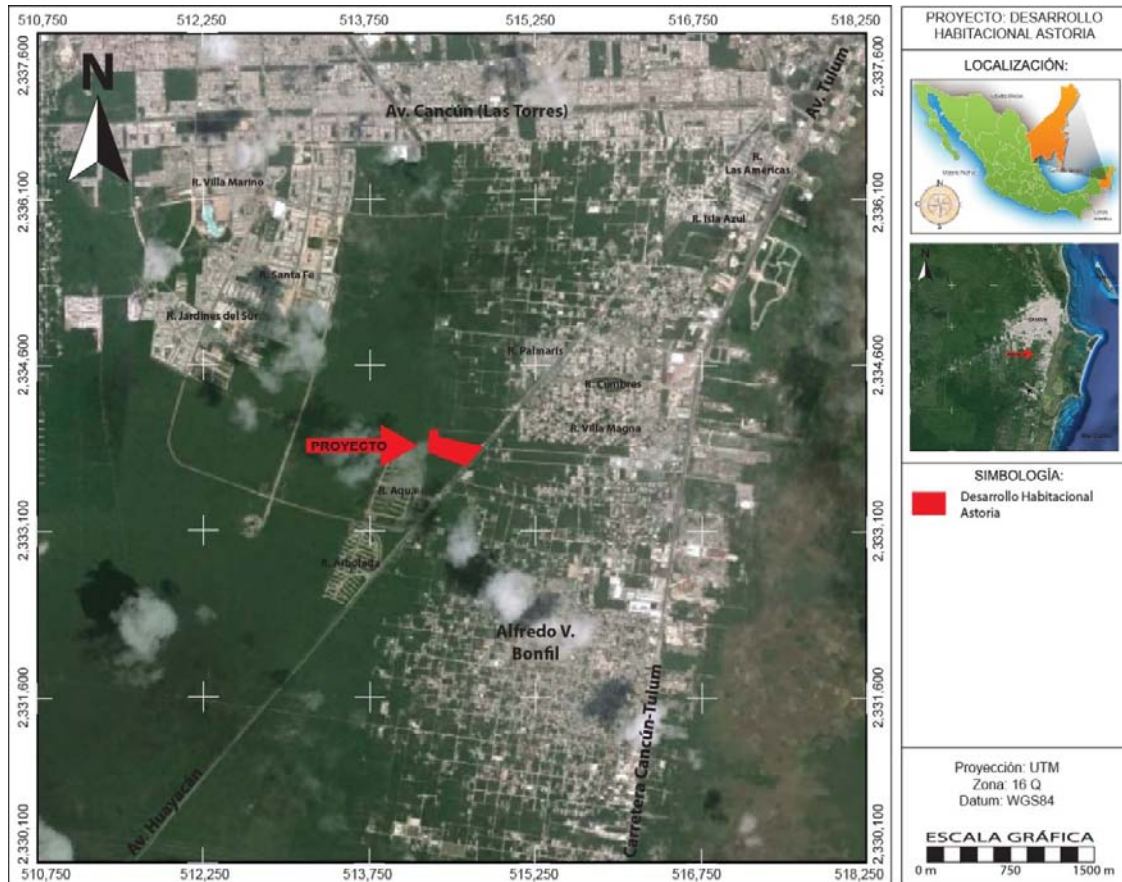 510,750 512,250 513,750 515,250 516,750 518,250
2,337,600
2,336,100
2,334,600
2,333,100
2,331,600
2,330,100
N
Av. Cancún (Las Torres)
Av. Tulum
R. Villa Marino
R.
Las Américas
R. Isla Azul
R. Santa Fe
R. Jardines del Sur
R. Palmaris
R. Cumbres
R. Villa Magna
PROYECTO
R. Aqua
R. Arbolada
Alfredo V.
Bonfil
Av. Huayacán
Carretera Cancún-Tulum
2,337,600
2,336,100
2,334,600
2,333,100
2,331,600
2,330,100
510,750 512,250 513,750 515,250 516,750 518,250
PROYECTO: DESARROLLO
HABITACIONAL ASTORIA
LOCALIZACIÓN:
N
N
SIMBOLOGÍA:
Desarrollo Habitacional
Astoria
Proyección: UTM
Zona: 16 Q
Datum: WGS84
ESCALA GRÁFICA
0 m 750 1500 m